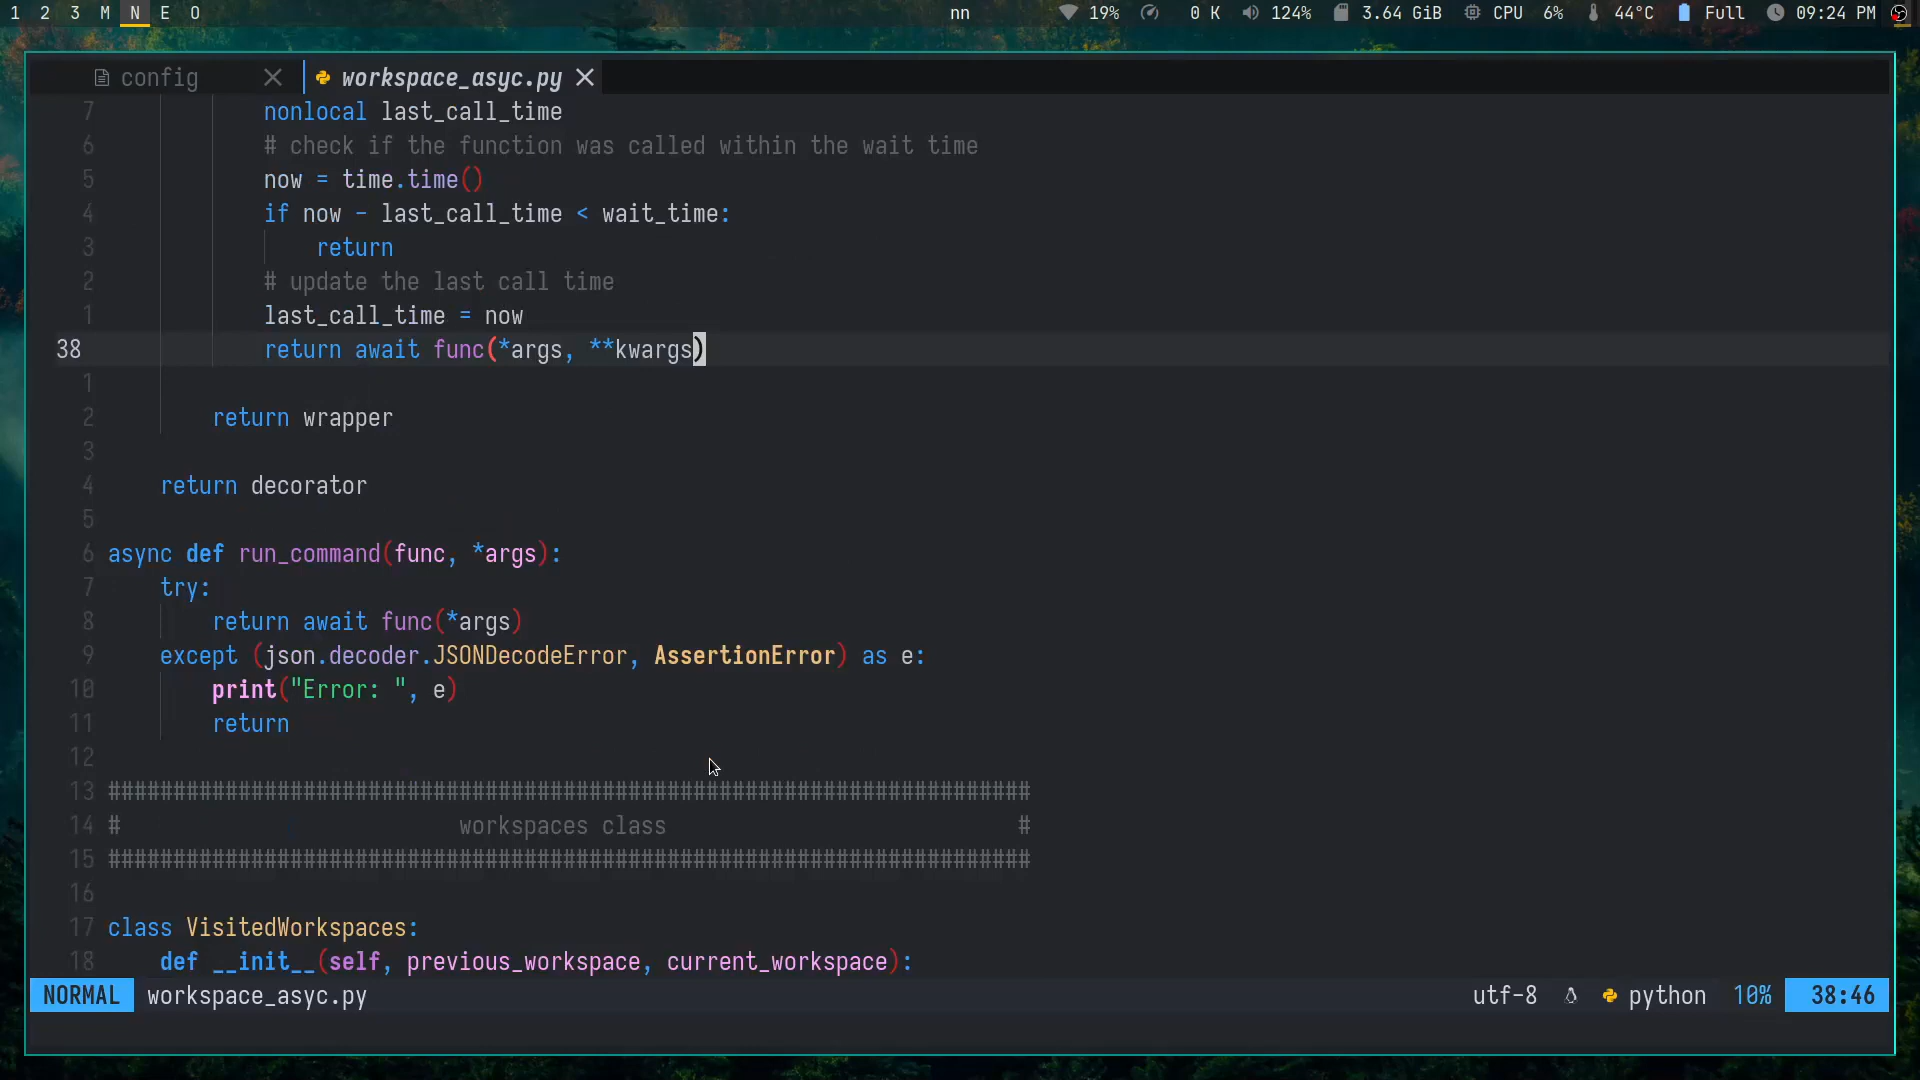 1 2 3 M N E O nn 19% 0 K 124% 3.64 GiB CPU 6% 44°C Full 09:24 PM
config workspace_asyc.py
7 nonlocal last_call_time
6 # check if the function was called within the wait time
5 now = time.time()
4 if now - last_call_time < wait_time:
3 return
2 # update the last call time
1 last_call_time = now
38 return await func(*args, **kwargs)
1
2 return wrapper
3
4 return decorator
5
6 async def run_command(func, *args):
7 try:
8 return await func(*args)
9 except (json.decoder.JSONDecodeError, AssertionError) as e:
10 print("Error: ", e)
11 return
12
13 #######################################################################
14 # workspaces class #
15 #######################################################################
16
17 class VisitedWorkspaces:
18 def __init__(self, previous_workspace, current_workspace):
NORMAL workspace_asyc.py utf-8 python 10% 38:46